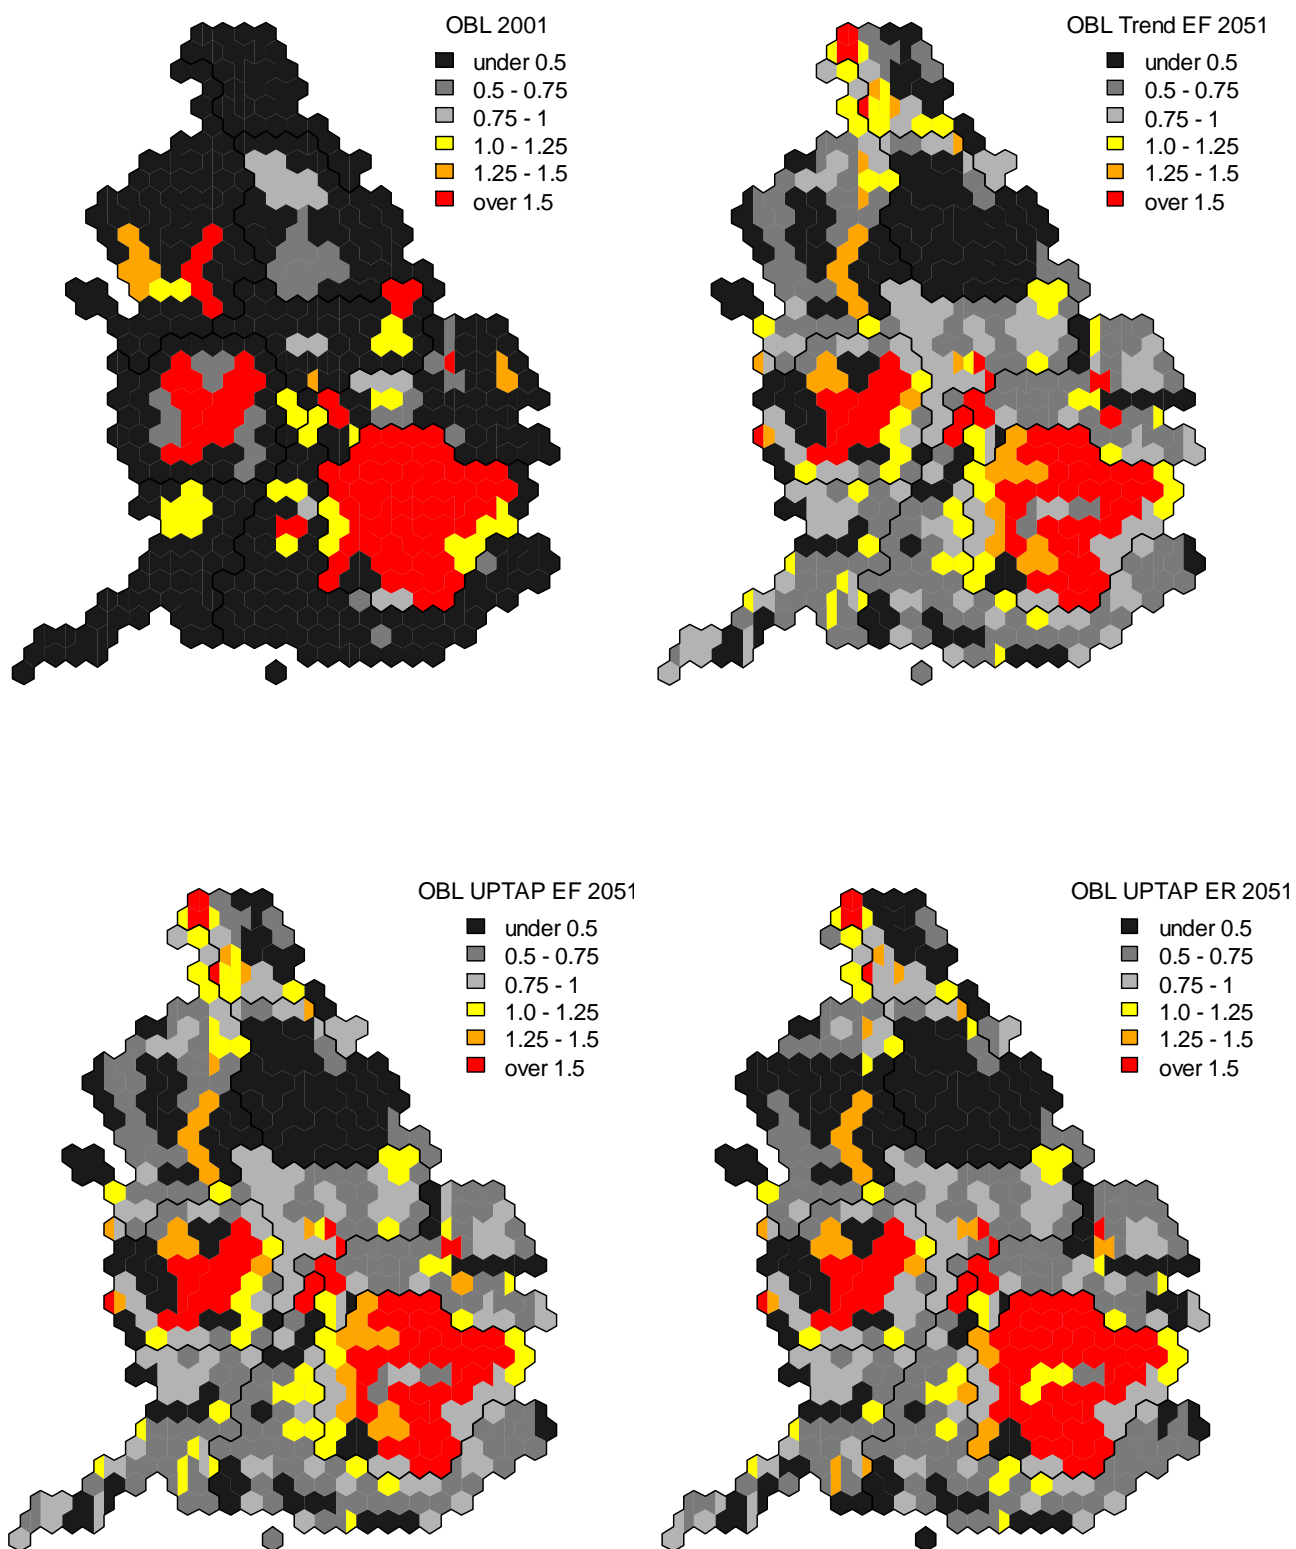 OBL 2001
under 0.5
0.5 - 0.75
0.75 - 1
1.0 - 1.25
1.25 - 1.5
over 1.5
OBL Trend EF 2051
under 0.5
0.5 - 0.75
0.75 - 1
1.0 - 1.25
1.25 - 1.5
over 1.5
OBL UPTAP EF 2051
under 0.5
0.5 - 0.75
0.75 - 1
1.0 - 1.25
1.25 - 1.5
over 1.5
OBL UPTAP ER 2051
under 0.5
0.5 - 0.75
0.75 - 1
1.0 - 1.25
1.25 - 1.5
over 1.5